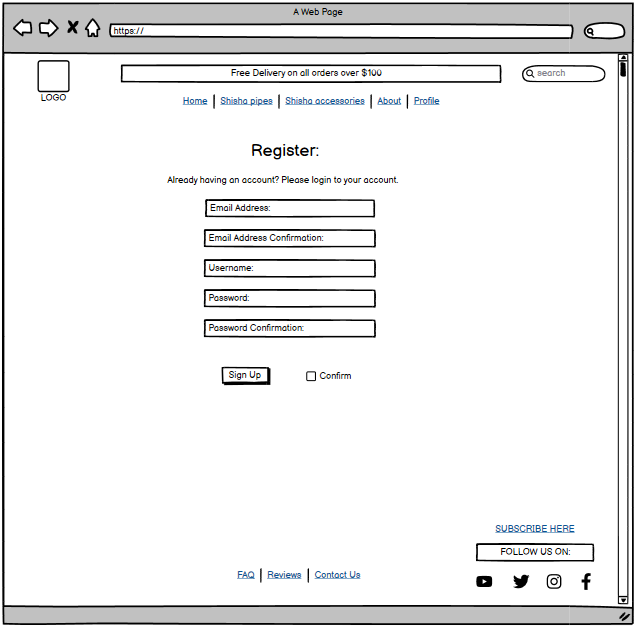 A Web Page
https://
LOGO
Free Delivery on all orders over $100
search
Home | Shisha pipes | Shisha accessories | About | Profile
Register:
Already having an account? Please login to your account.
Email Address:
Email Address Confirmation:
Username:
Password:
Password Confirmation:
Sign Up
Confirm
SUBSCRIBE HERE
FOLLOW US ON:
FAQ | Reviews | Contact Us